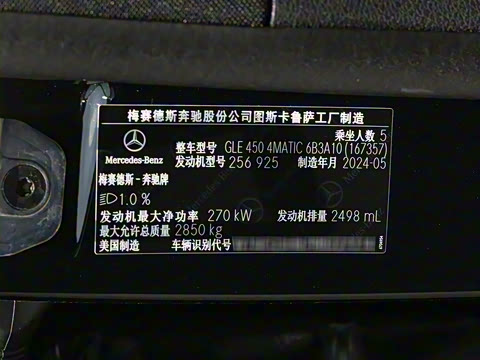 梅赛德斯奔驰股份公司图斯卡鲁萨工厂制造
乘坐人数 5
整车型号 GLE 450 4MATIC 6B3A10 (167357)
Mercedes-Benz 发动机型号 256 925 制造年月 2024-05
梅赛德斯 - 奔驰牌
1.0 %
发动机最大净功率 270 kW 发动机排量 2498 mL
最大允许总质量 2850 kg
美国制造 车辆识别代号